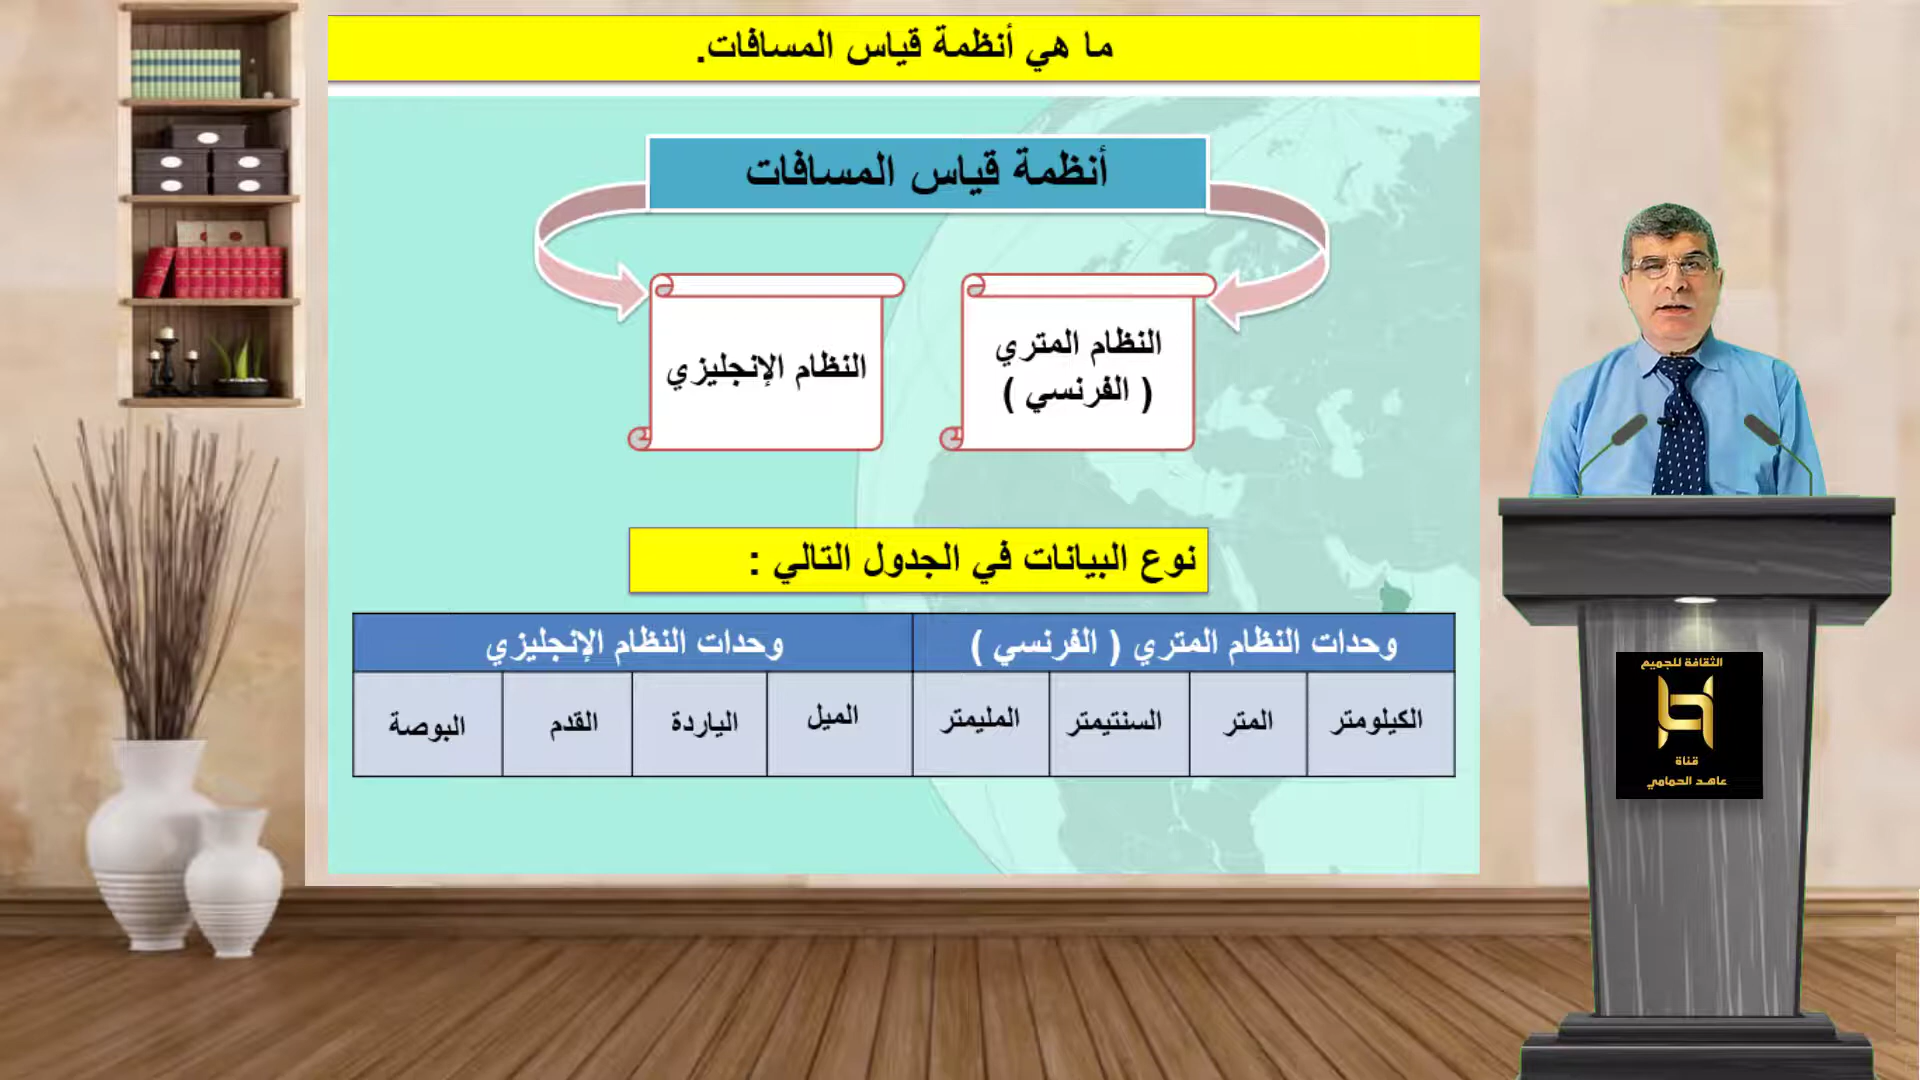 ما هي أنظمة قياس المسافات.
أنظمة قياس المسافات
النظام المتري
( الفرنسي )
النظام الإنجليزي
نوع البيانات في الجدول التالي :
وحدات النظام المتري ( الفرنسي )
وحدات النظام الإنجليزي
الكيلومتر
المتر
السنتيمتر
المليمتر
الميل
الياردة
القدم
البوصة
الثقافة للجميع
قناة
عاهد الحمامي